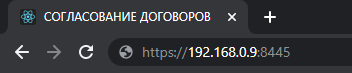 СОГЛАСОВАНИЕ ДОГОВОРОВ
https://192.168.0.9:8445